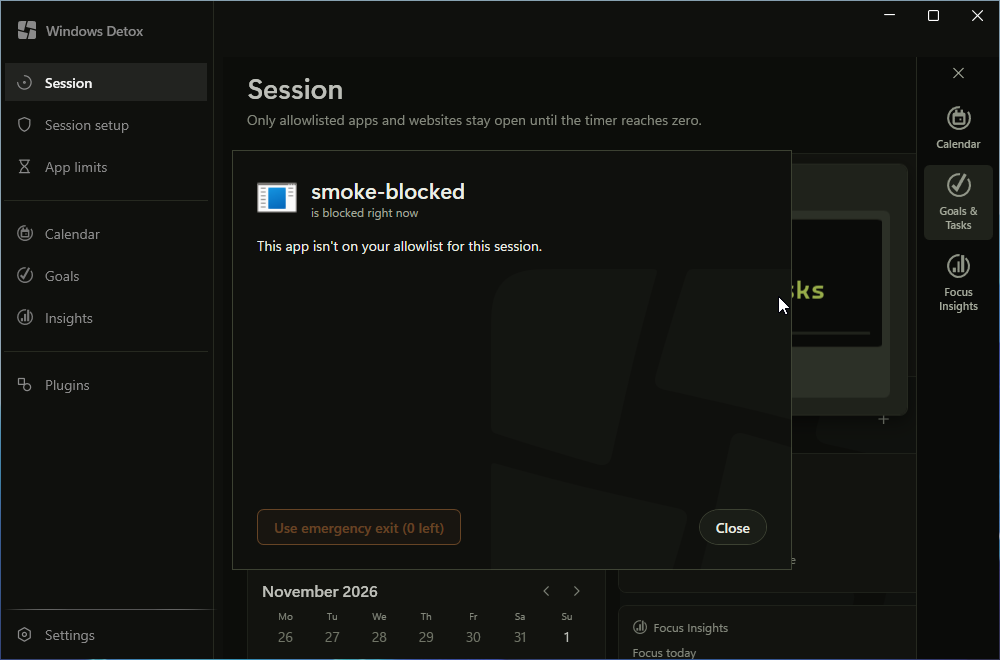 Windows Detox
Session
Session setup
App limits
Calendar
Goals
Insights
Plugins
Settings
Session
Only allowlisted apps and websites stay open until the timer reaches zero.
smoke-blocked
is blocked right now
This app isn't on your allowlist for this session.
Use emergency exit (0 left)
Close
November 2026
Mo Tu We Th Fr Sa Su
26 27 28 29 30 31 1
Focus Insights
Focus today
Calendar
Goals &
Tasks
Focus
Insights